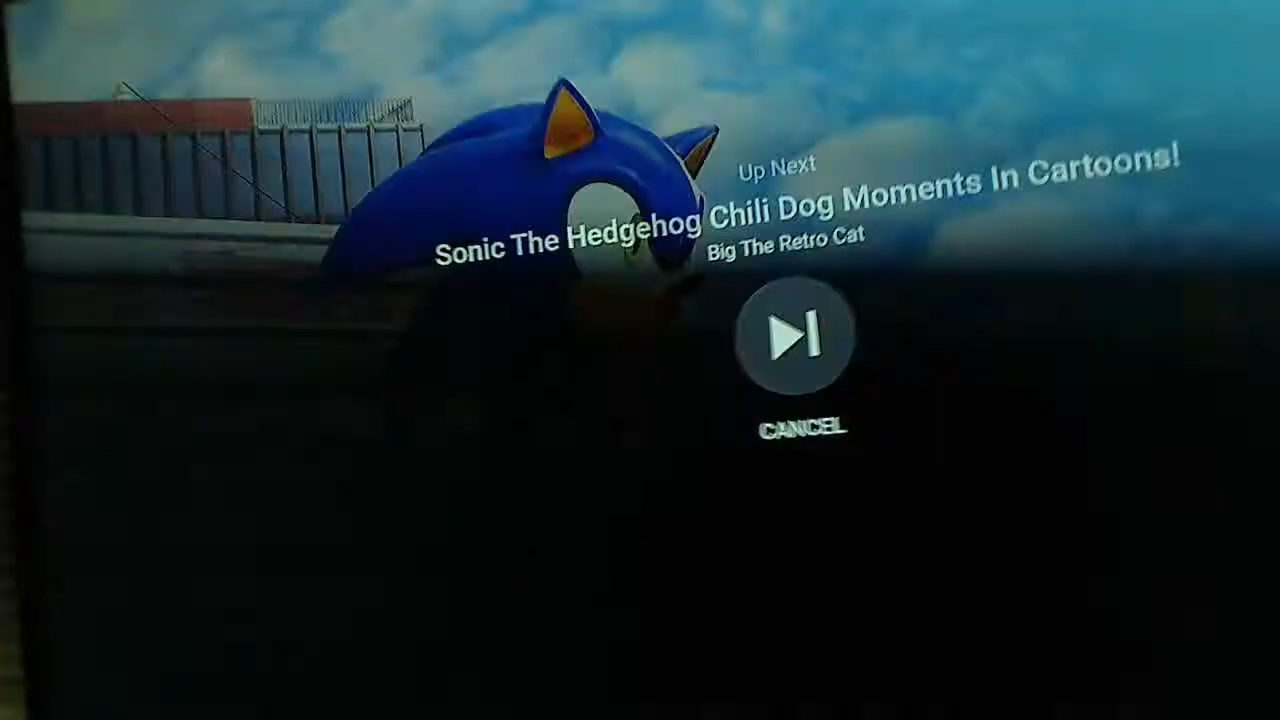 Up Next
Sonic The Hedgehog Chili Dog Moments In Cartoons!
Big The Retro Cat
CANCEL